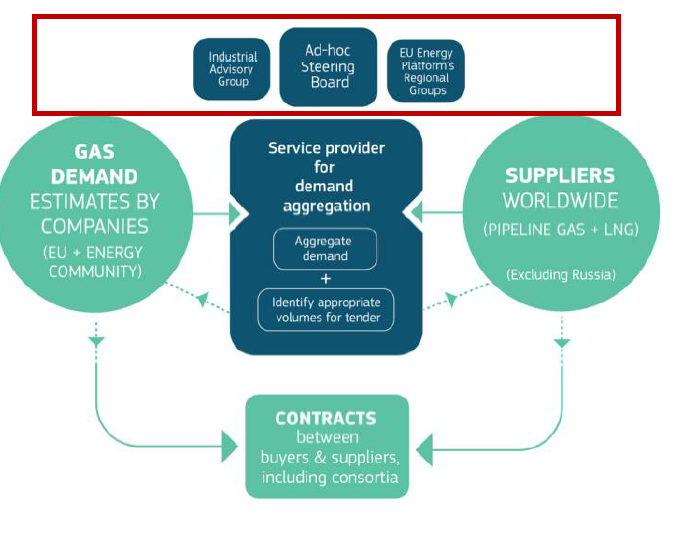 Industrial
Advisory
Group
Ad-hoc
Steering
Board
EU Energy
Platform's
Regional
Groups
GAS
DEMAND
ESTIMATES BY
COMPANIES
(EU + ENERGY
COMMUNITY)
Service provider
for
demand
aggregation
Aggregate
demand
+
Identify appropriate
volumes for tender
SUPPLIERS
WORLDWIDE
(PIPELINE GAS + LNG)
(Excluding Russia)
CONTRACTS
between
buyers & suppliers,
including consortia